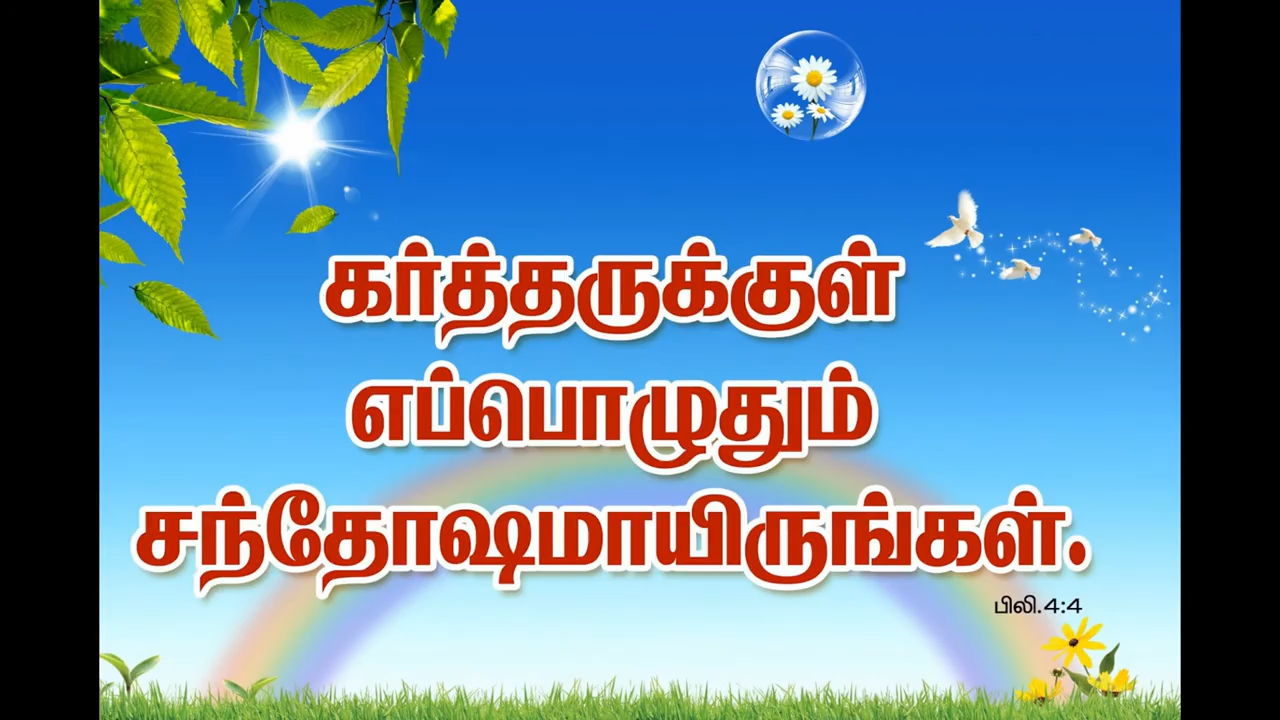 கர்த்தருக்குள்
எப்பொழுதும்
சந்தோஷமாயிருங்கள்.
பிலி.4:4